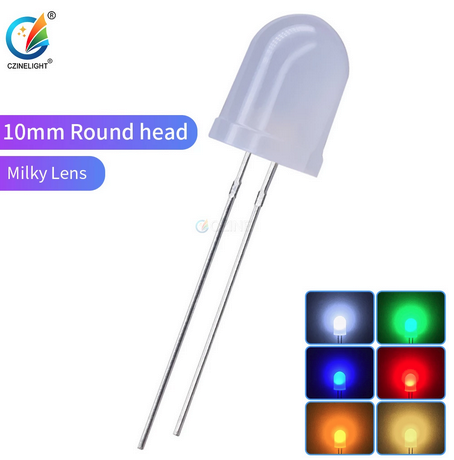 ®
CZINELIGHT®
10mm Round head
Milky Lens